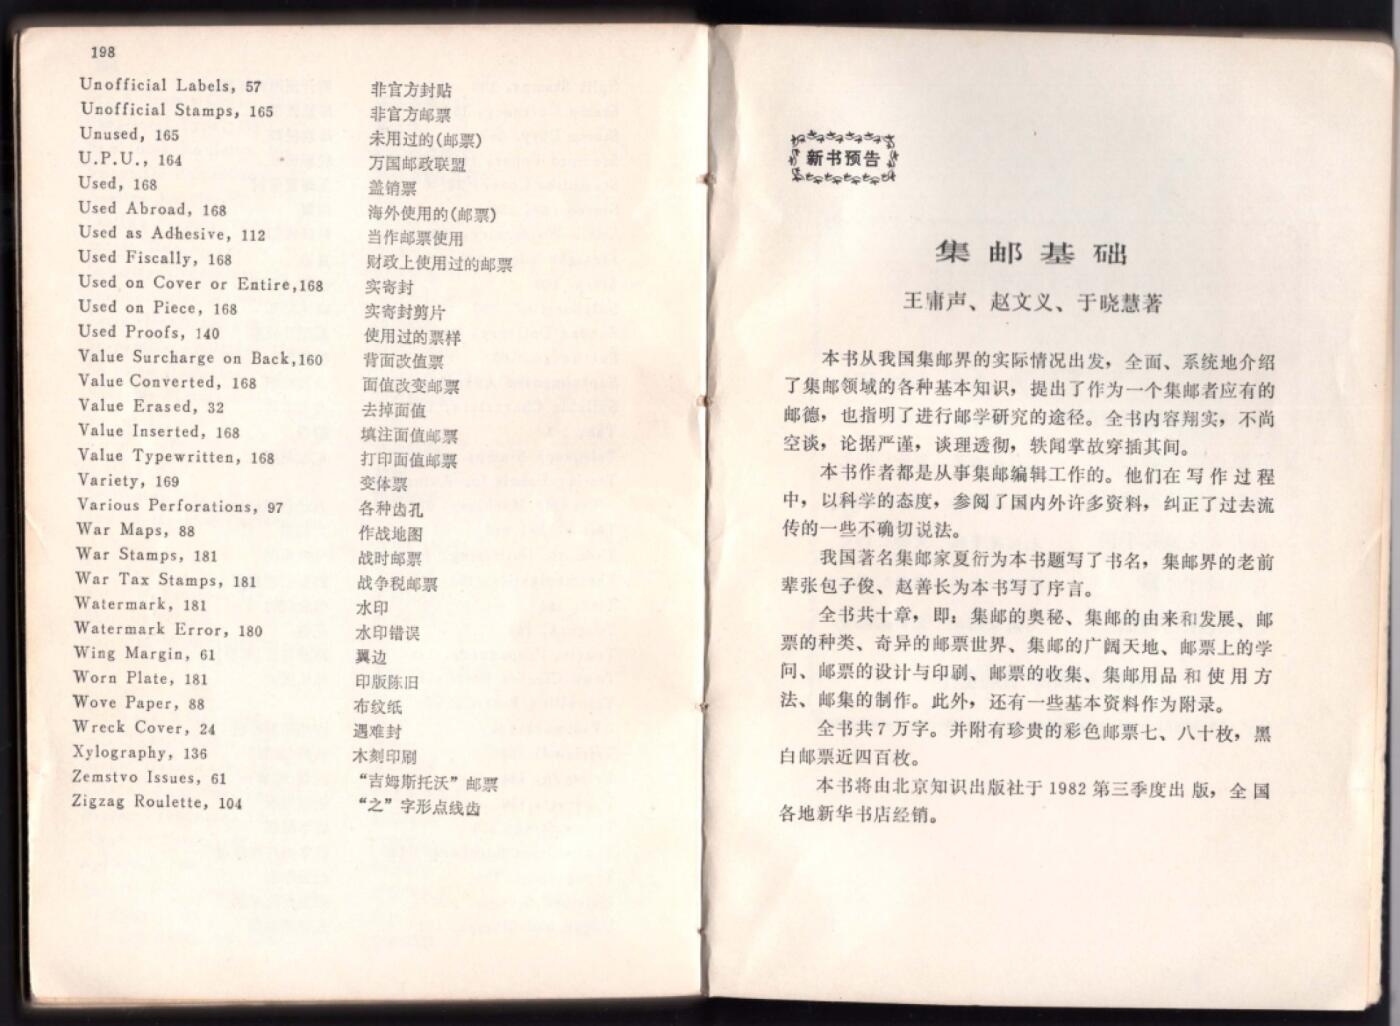 198
Unofficial Labels, 57 非官方封贴
Unofficial Stamps, 165 非官方邮票
Unused, 165 未用过的(邮票)
U.P.U., 164 万国邮政联盟
Used, 168 盖销票
Used Abroad, 168 海外使用的(邮票)
Used as Adhesive, 112 当作邮票使用
Used Fiscally, 168 财政上使用过的邮票
Used on Cover or Entire,168 实寄封
Used on Piece, 168 实寄封剪片
Used Proofs, 140 使用过的票样
Value Surcharge on Back,160 背面改值票
Value Converted, 168 面值改变邮票
Value Erased, 32 去掉面值
Value Inserted, 168 填注面值邮票
Value Typewritten, 168 打印面值邮票
Variety, 169 变体票
Various Perforations, 97 各种齿孔
War Maps, 88 作战地图
War Stamps, 181 战时邮票
War Tax Stamps, 181 战争税邮票
Watermark, 181 水印
Watermark Error, 180 水印错误
Wing Margin, 61 翼边
Worn Plate, 181 印版陈旧
Wove Paper, 88 布纹纸
Wreck Cover, 24 遇难封
Xylography, 136 木刻印刷
Zemstvo Issues, 61 “吉姆斯托沃”邮票
Zigzag Roulette, 104 “之”字形点线齿
新书预告
集邮基础
王庸声、赵文义、于晓慧著
本书从我国集邮界的实际情况出发，全面、系统地介绍
了集邮领域的各种基本知识，提出了作为一个集邮者应有的
邮德，也指明了进行邮学研究的途径。全书内容翔实，不尚
空谈，论据严谨，谈理透彻，轶闻掌故穿插其间。
本书作者都是从事集邮编辑工作的。他们在写作过程
中，以科学的态度，参阅了国内外许多资料，纠正了过去流
传的一些不确切说法。
我国著名集邮家夏衍为本书题写了书名，集邮界的老前
辈张包子俊、赵善长为本书写了序言。
全书共十章，即：集邮的奥秘、集邮的由来和发展、邮
票的种类、奇异的邮票世界、集邮的广阔天地、邮票上的学
问、邮票的设计与印刷、邮票的收集、集邮用品和使用方
法、邮集的制作。此外，还有一些基本资料作为附录。
全书共7万字。并附有珍贵的彩色邮票七、八十枚，黑
白邮票近四百枚。
本书将由北京知识出版社于1982第三季度出版，全国
各地新华书店经销。